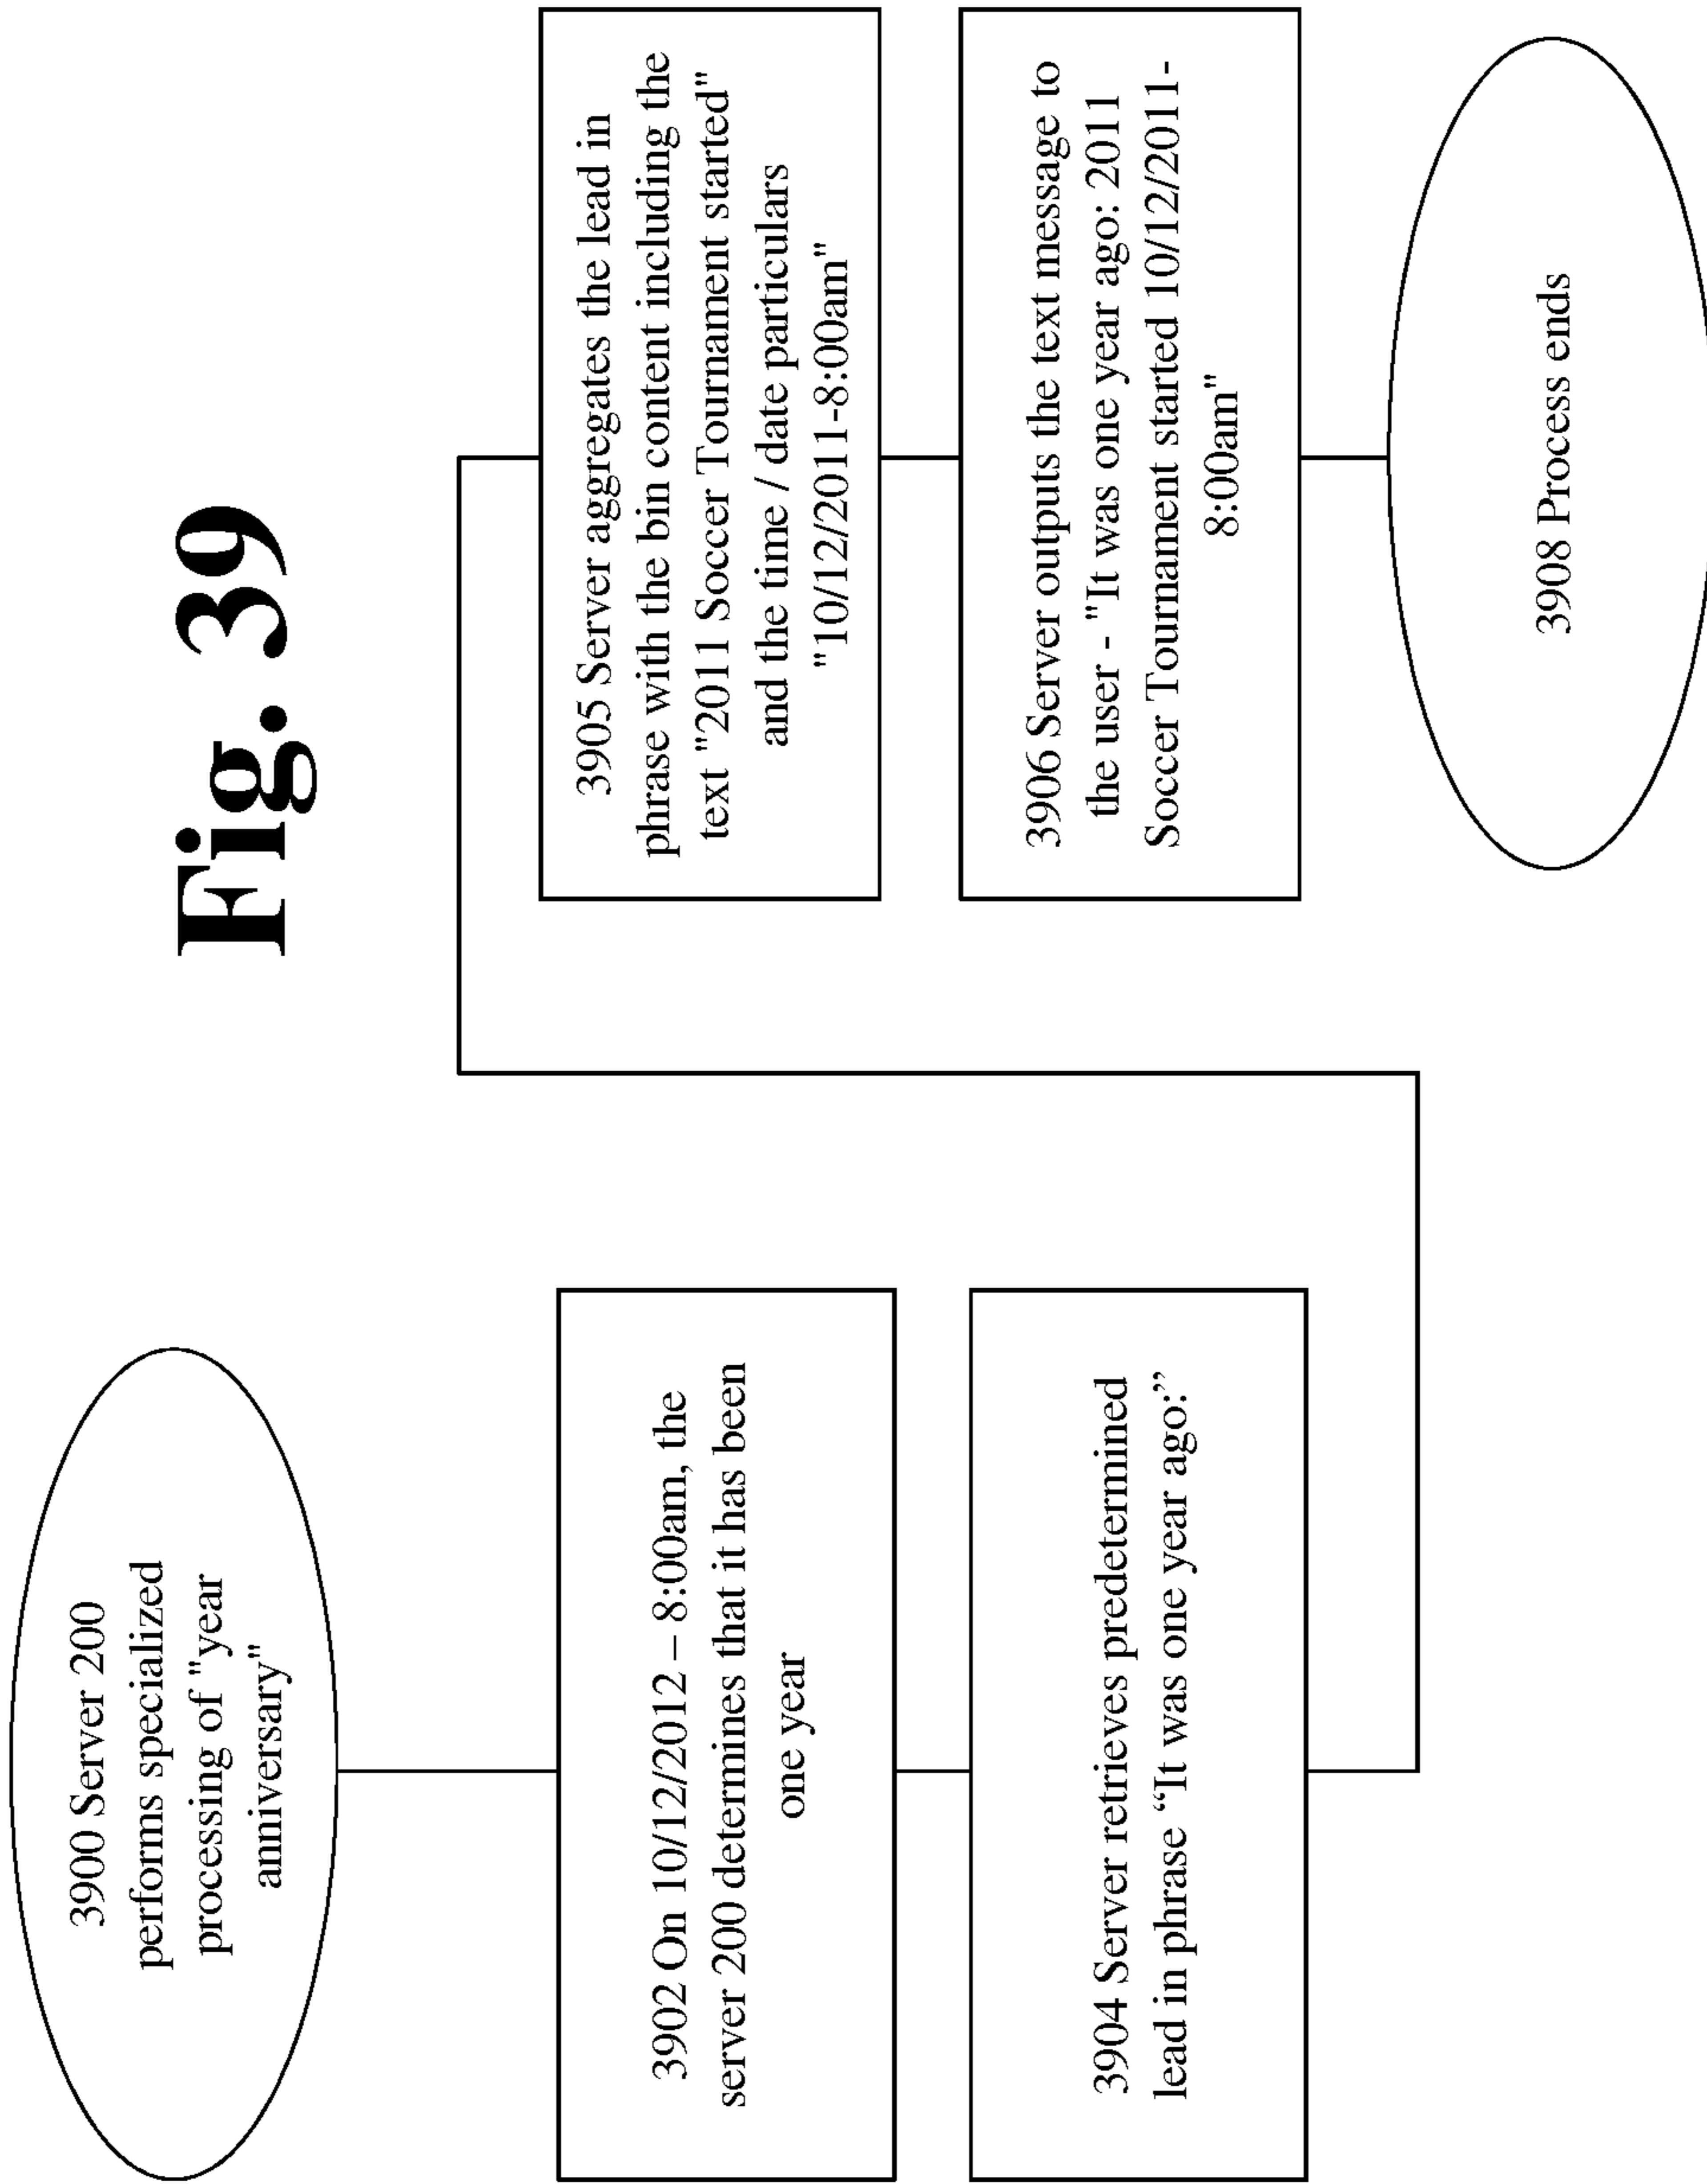 Fig. 39
3900 Server 200
performs specialized
processing of "year
anniversary"
3902 On 10/12/2012 – 8:00am, the
server 200 determines that it has been
one year
3904 Server retrieves predetermined
lead in phrase “It was one year ago:”
3905 Server aggregates the lead in
phrase with the bin content including the
text "2011 Soccer Tournament started"
and the time / date particulars
"10/12/2011-8:00am"
3906 Server outputs the text message to
the user - "It was one year ago: 2011
Soccer Tournament started 10/12/2011-
8:00am"
3908 Process ends